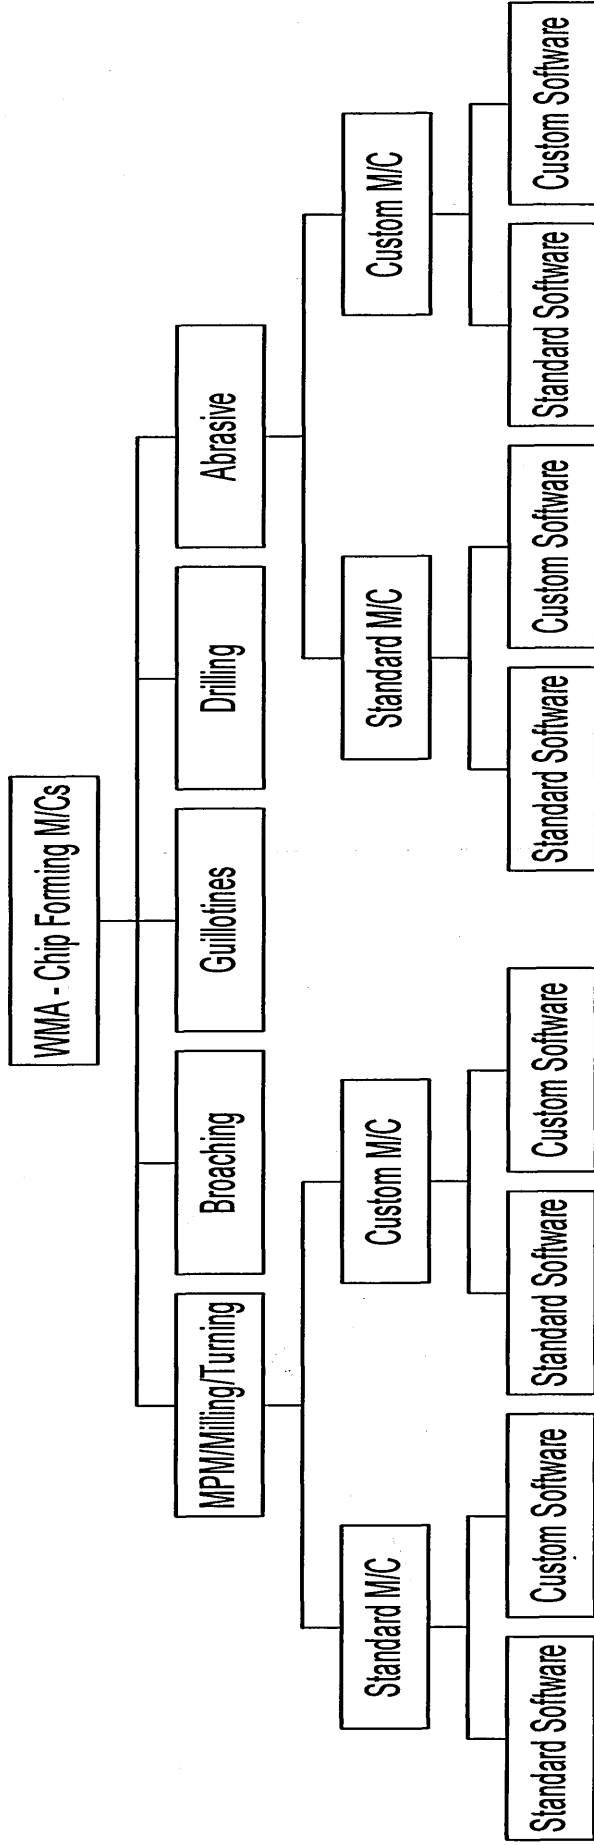 WMA - Chip Forming M/Cs
MPM/Milling/Turning
Broaching
Guillotines
Drilling
Abrasive
Standard M/C
Custom M/C
Standard M/C
Custom M/C
Standard Software
Custom Software
Standard Software
Custom Software
Standard Software
Custom Software
Standard Software
Custom Software